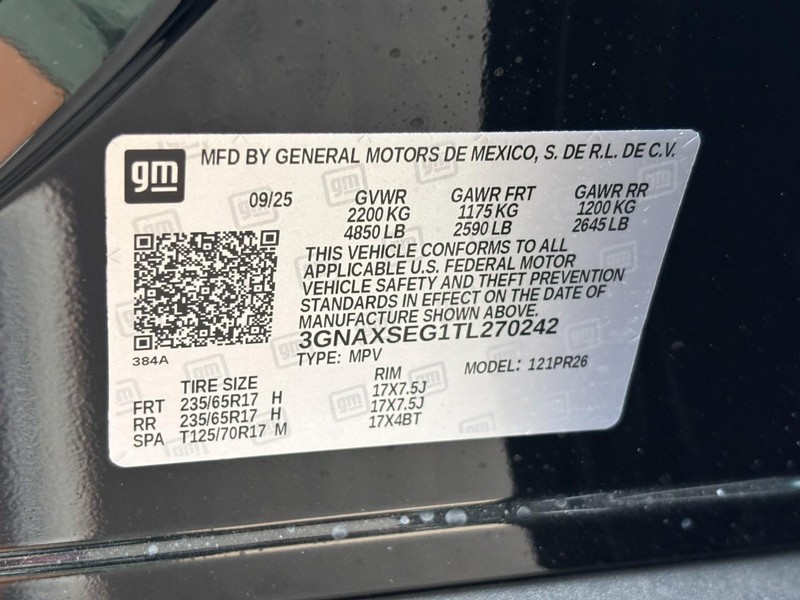 gm MFD BY GENERAL MOTORS DE MEXICO, S. DE R.L. DE C.V.
09/25 GVWR GAWR FRT GAWR RR
2200 KG 1175 KG 1200 KG
4850 LB 2590 LB 2645 LB
THIS VEHICLE CONFORMS TO ALL
APPLICABLE U.S. FEDERAL MOTOR
VEHICLE SAFETY AND THEFT PREVENTION
STANDARDS IN EFFECT ON THE DATE OF
MANUFACTURE SHOWN ABOVE.
3GNAXSEG1TL270242
384A TYPE: MPV MODEL: 121PR26
TIRE SIZE RIM
FRT 235/65R17 H 17X7.5J
RR 235/65R17 H 17X7.5J
SPA T125/70R17 M 17X4BT